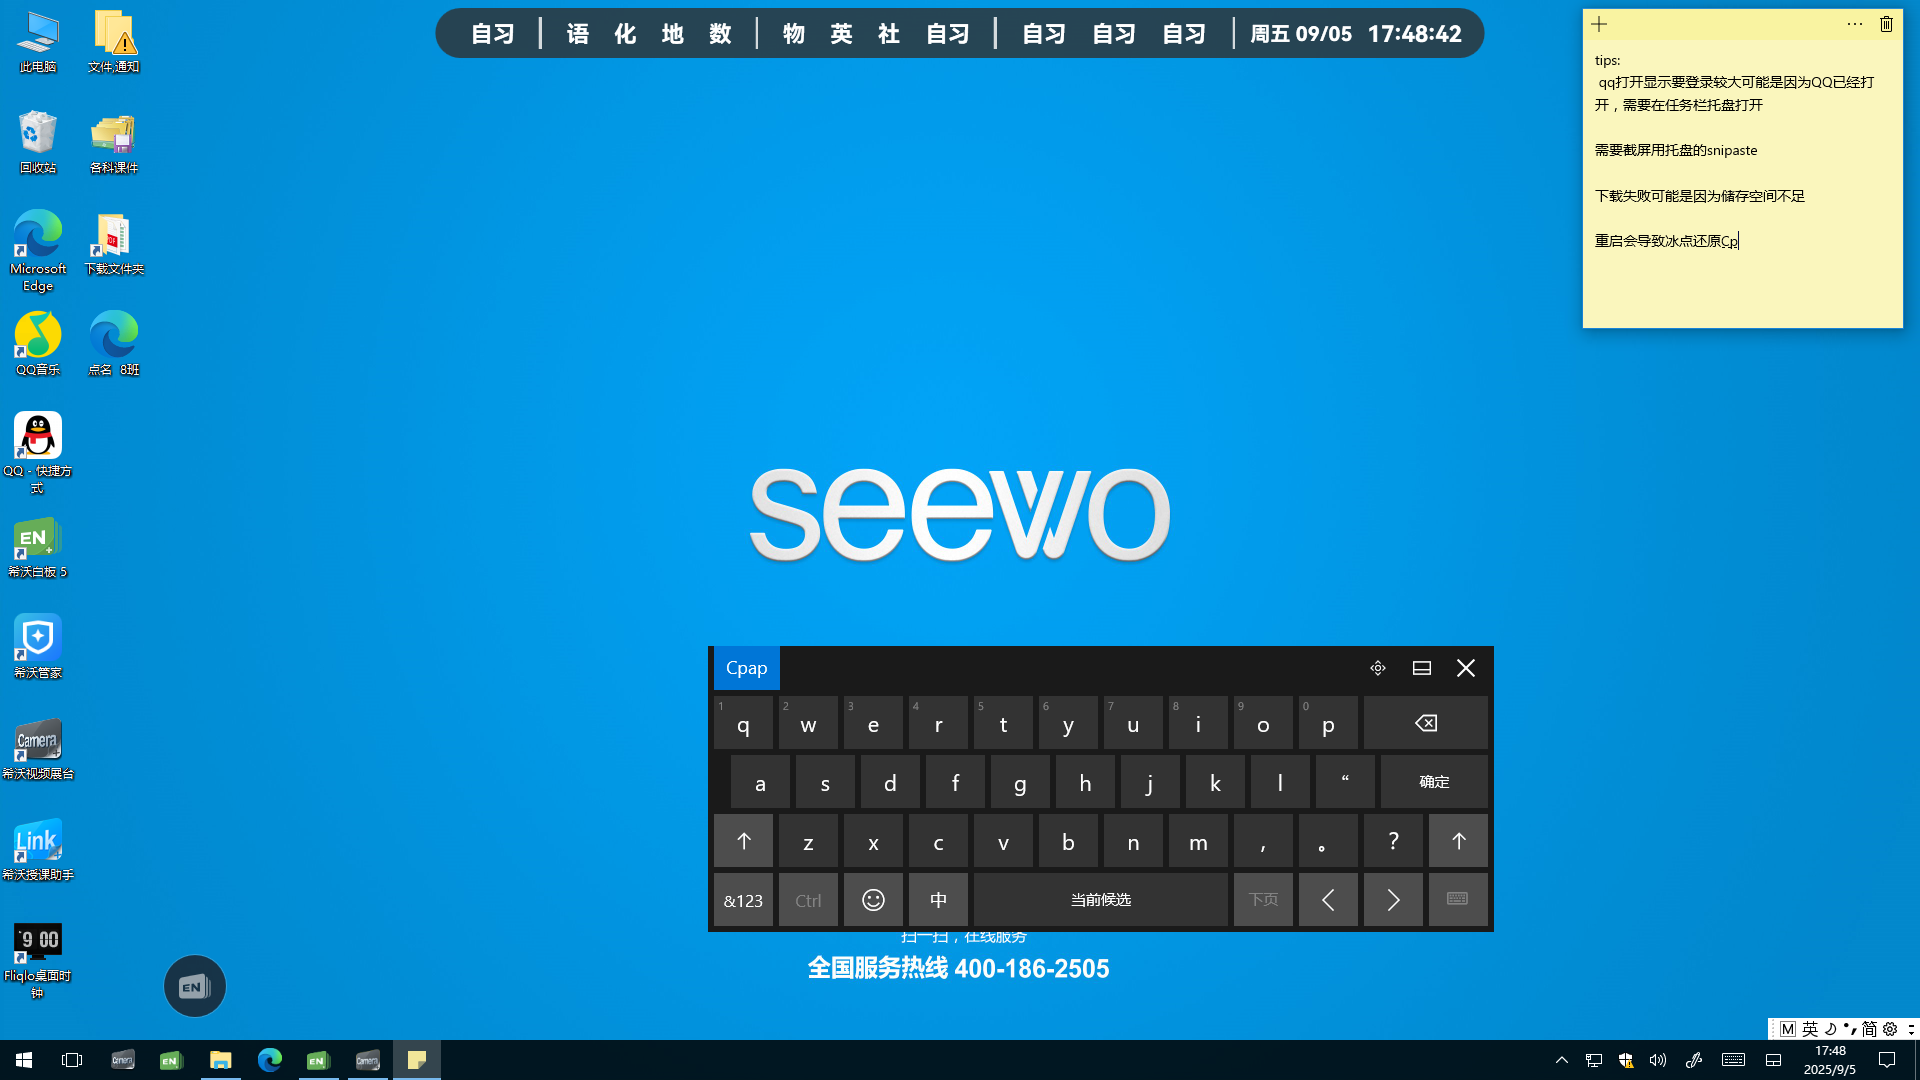 自习 | 语 化 地 数 | 物 英 社 自习 | 自习 自习 自习 | 周五 09/05 17:48:42
此电脑
文件,通知
回收站
各科课件
Microsoft
Edge
下载文件夹
QQ音乐
点名 8班
QQ - 快捷方
式
EN
希沃白板 5
希沃管家
Camera
希沃视频展台
Link
希沃授课助手
9 00
Fliqlo桌面时
钟
EN
tips:
qq打开显示要登录较大可能是因为QQ已经打
开，需要在任务栏托盘打开
需要截屏用托盘的snipaste
下载失败可能是因为储存空间不足
重启会导致冰点还原Cp
seewo
Cpap
1 q 2 w 3 e 4 r 5 t 6 y 7 u 8 i 9 o 0 p
a s d f g h j k l “ 确定
z x c v b n m , 。 ?
&123 Ctrl 中 当前候选 下页
扫一扫，在线服务
全国服务热线 400-186-2505
M 英 简
Camera EN EN Camera
17:48
2025/9/5